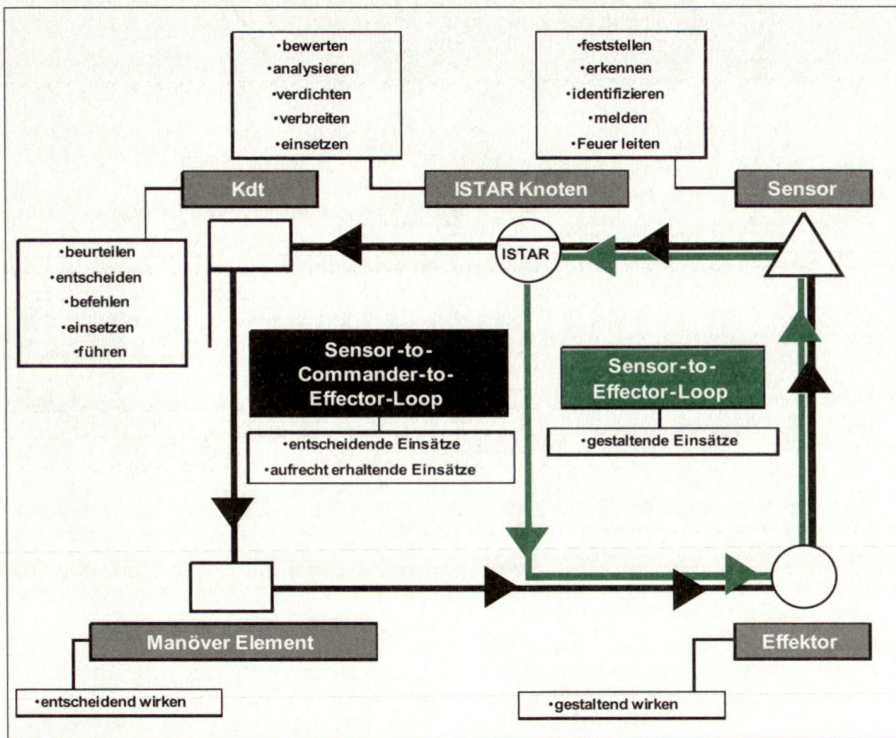 •bewerten
•analysieren
•verdichten
•verbreiten
•einsetzen
•feststellen
•erkennen
•identifizieren
•melden
•Feuer leiten
Kdt
ISTAR Knoten
Sensor
•beurteilen
•entscheiden
•befehlen
•einsetzen
•führen
ISTAR
Sensor-to-
Commander-to-
Effector-Loop
•entscheidende Einsätze
•aufrecht erhaltende Einsätze
Sensor-to-
Effector-Loop
•gestaltende Einsätze
Manöver Element
Effektor
•entscheidend wirken
•gestaltend wirken